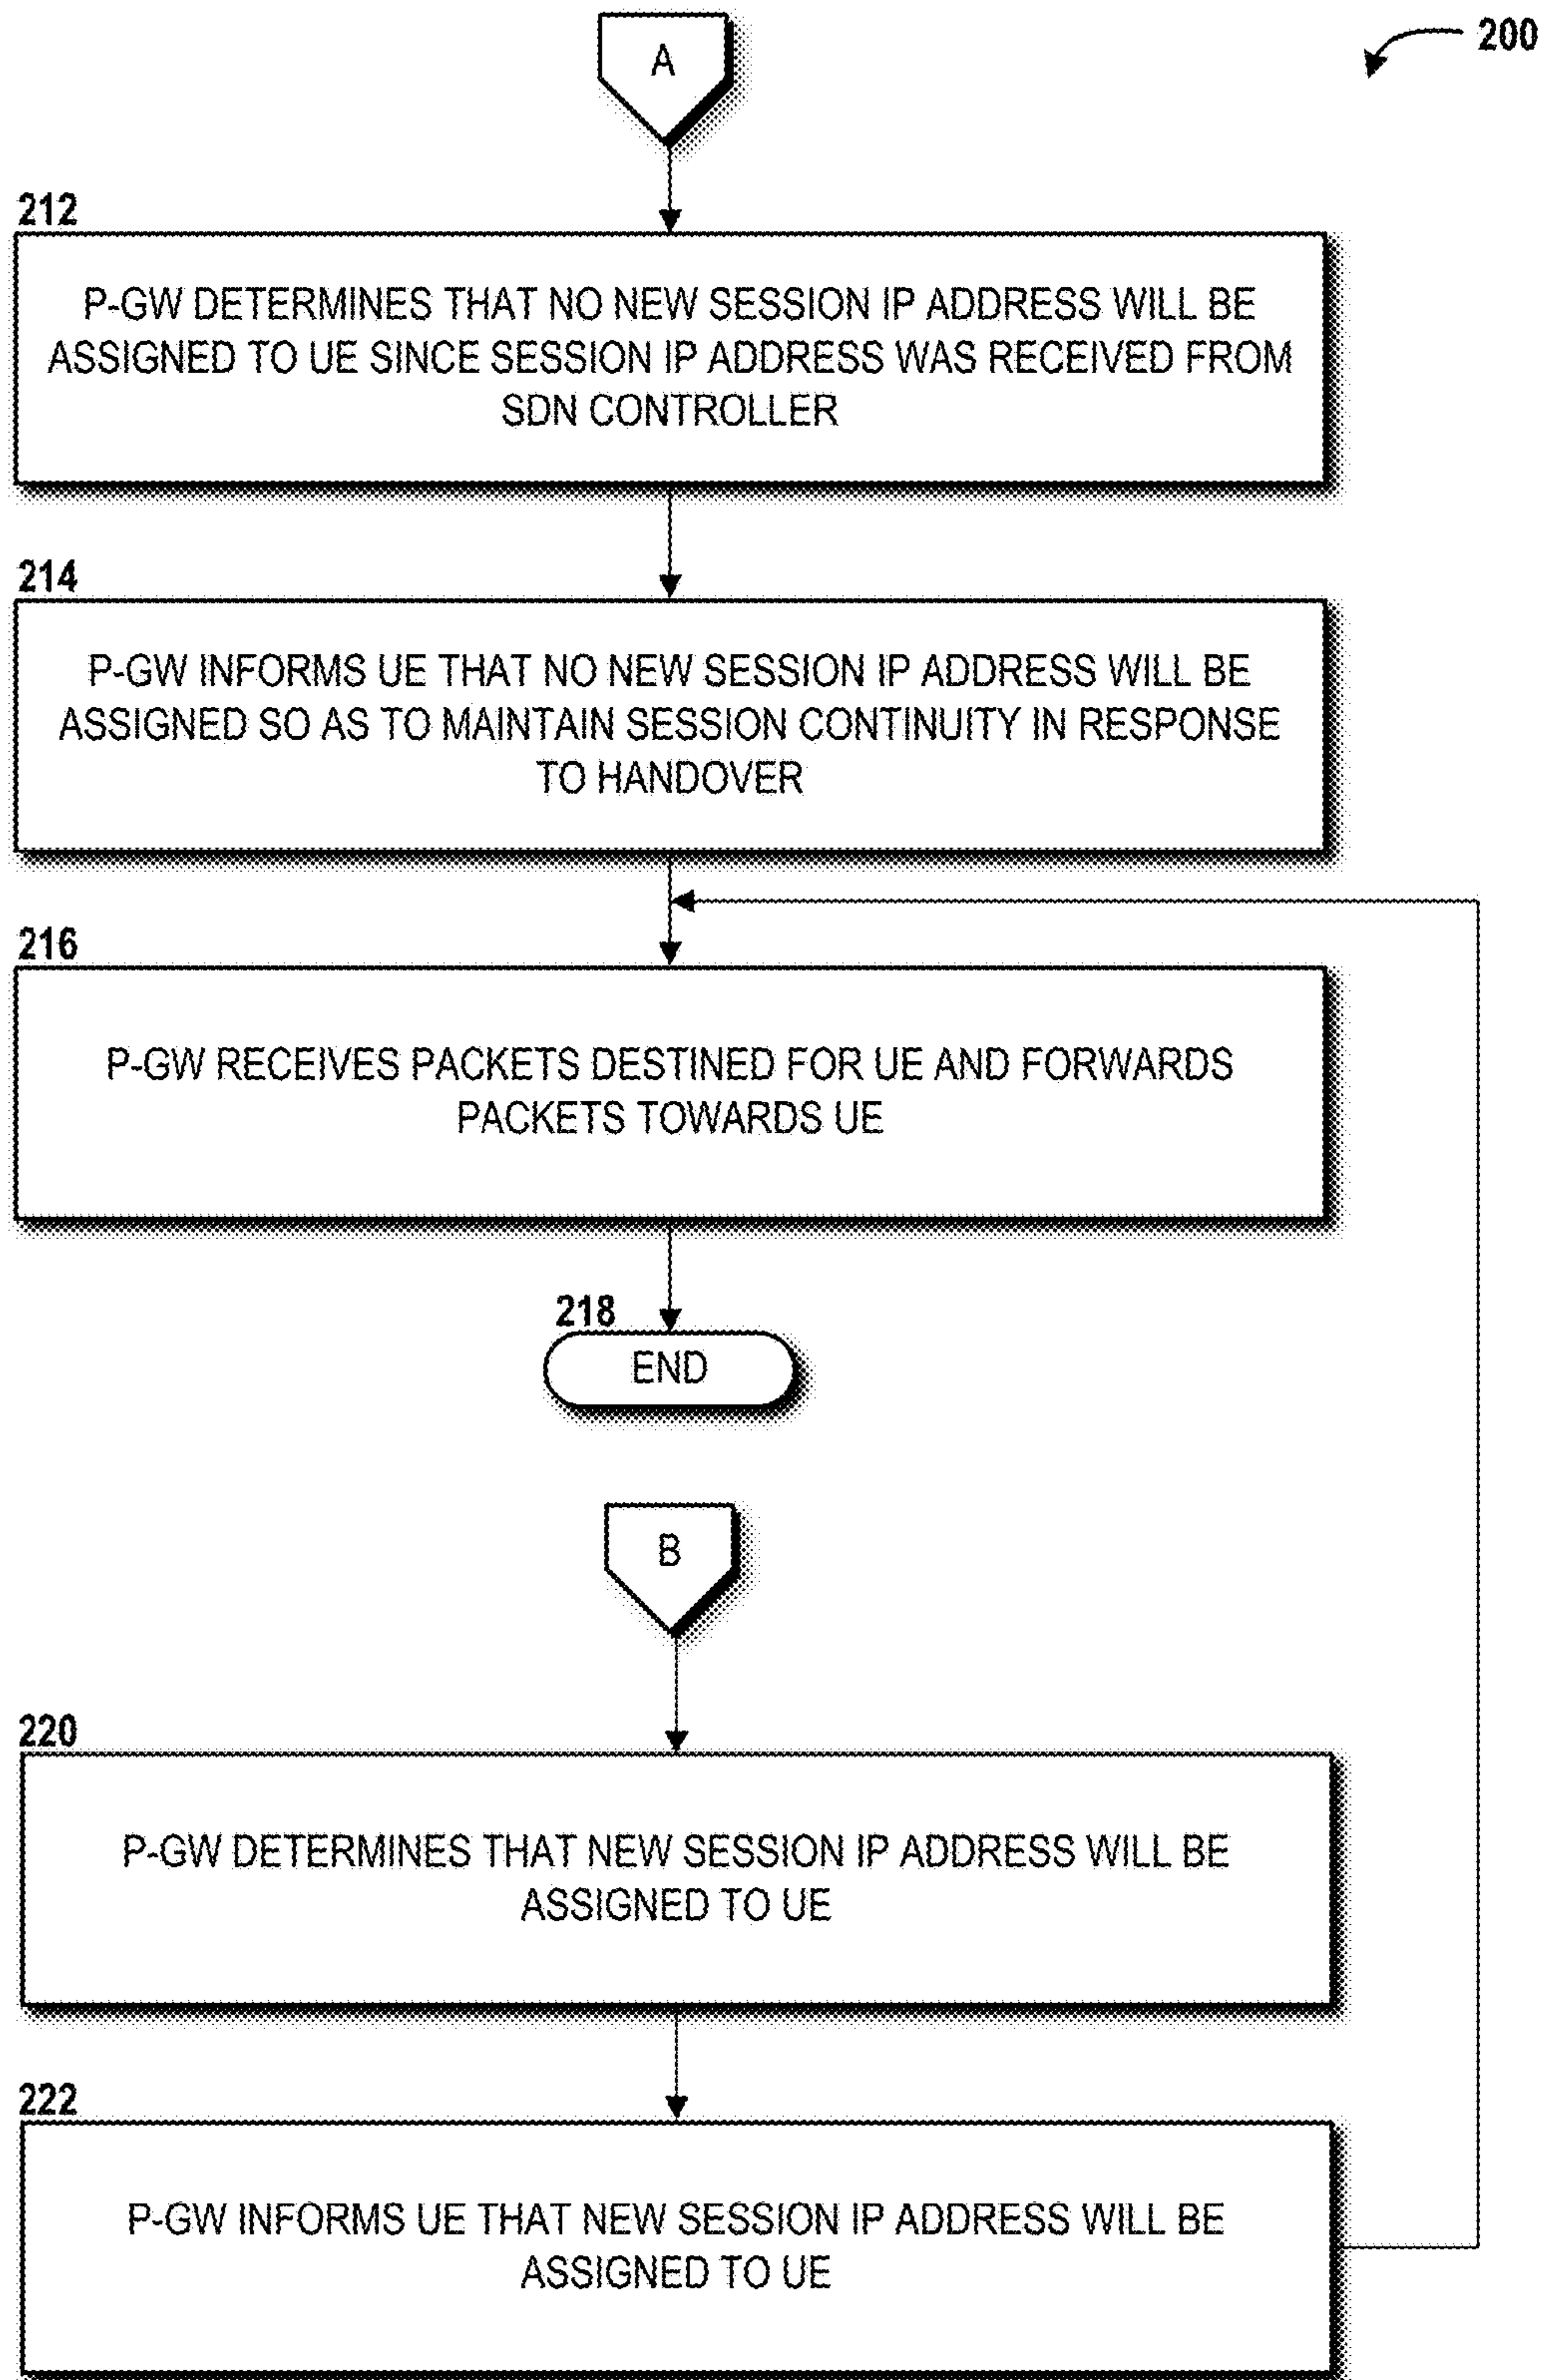 200
A
212
P-GW DETERMINES THAT NO NEW SESSION IP ADDRESS WILL BE
ASSIGNED TO UE SINCE SESSION IP ADDRESS WAS RECEIVED FROM
SDN CONTROLLER
214
P-GW INFORMS UE THAT NO NEW SESSION IP ADDRESS WILL BE
ASSIGNED SO AS TO MAINTAIN SESSION CONTINUITY IN RESPONSE
TO HANDOVER
216
P-GW RECEIVES PACKETS DESTINED FOR UE AND FORWARDS
PACKETS TOWARDS UE
218
END
B
220
P-GW DETERMINES THAT NEW SESSION IP ADDRESS WILL BE
ASSIGNED TO UE
222
P-GW INFORMS UE THAT NEW SESSION IP ADDRESS WILL BE
ASSIGNED TO UE